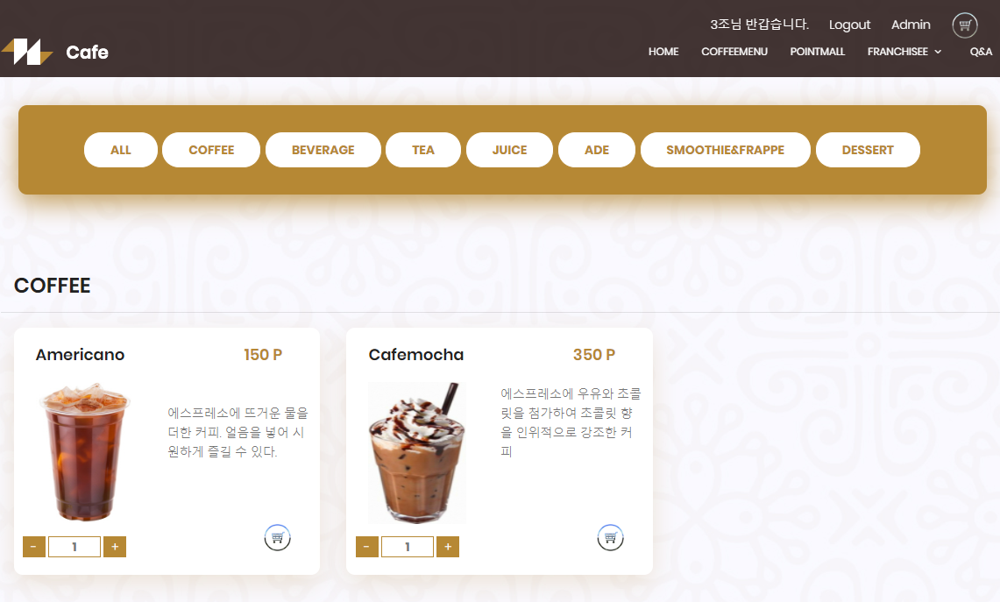 3조님 반갑습니다. Logout Admin
Cafe
HOME COFFEEMENU POINTMALL FRANCHISEE Q&A
ALL COFFEE BEVERAGE TEA JUICE ADE SMOOTHIE&FRAPPE DESSERT
COFFEE
Americano 150 P
에스프레소에 뜨거운 물을
더한 커피. 얼음을 넣어 시
원하게 즐길 수 있다.
- 1 +
Cafemocha 350 P
에스프레소에 우유와 초콜
릿을 첨가하여 초콜릿 향
을 인위적으로 강조한 커
피
- 1 +